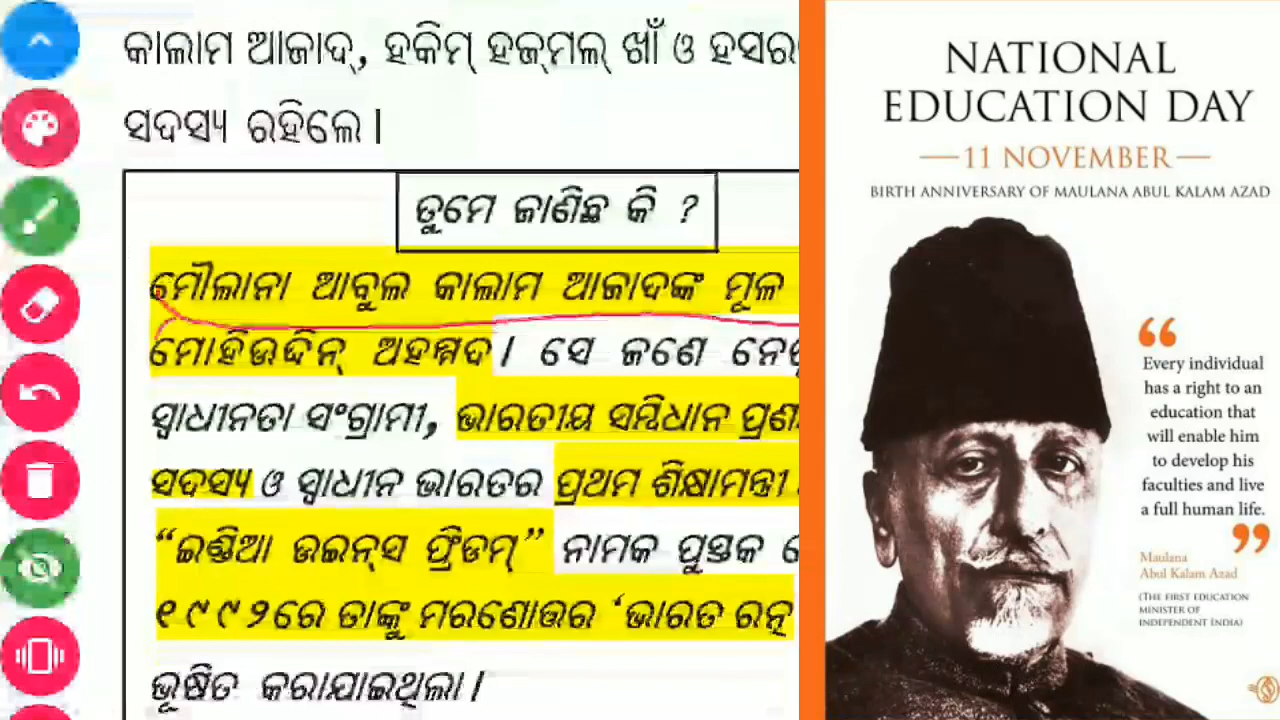 କାଲାମ ଆଜାଦ୍, ହକିମ୍ ହଜ୍‌ମଲ୍ ଖାଁ ଓ
ସଦସ୍ୟ ରହିଲେ।
ତୁମେ ଜାଣିଛ କି ?
ମୌଲାନା ଆବୁଲ କାଲାମ ଆଜାଦଙ୍କ ମୂଳ
ମୋହିଉଦ୍ଦିନ୍ ଅହମ୍ମଦ। ସେ ଜଣେ
ସ୍ୱାଧୀନତା ସଂଗ୍ରାମୀ, ଭାରତୀୟ ସମ୍ବିଧାନ
ସଦସ୍ୟ ଓ ସ୍ୱାଧୀନ ଭାରତର ପ୍ରଥମ ଶିକ୍ଷାମନ୍ତ୍ରୀ
“ଇଣ୍ଡିଆ ଉଇନ୍‌ସ ଫ୍ରିଡମ୍” ନାମକ ପୁସ୍ତକ
୧୯୯୨ରେ ତାଙ୍କୁ ମରଣୋତ୍ତର ‘ଭାରତ ରତ୍ନ
ଭୂଷିତ କରାଯାଇଥିଲା।
NATIONAL
EDUCATION DAY
11 NOVEMBER
BIRTH ANNIVERSARY OF MAULANA ABUL KALAM AZAD
“
Every individual
has a right to an
education that
will enable him
to develop his
faculties and live
a full human life.
”
Maulana
Abul Kalam Azad
(THE FIRST EDUCATION
MINISTER OF
INDEPENDENT INDIA)